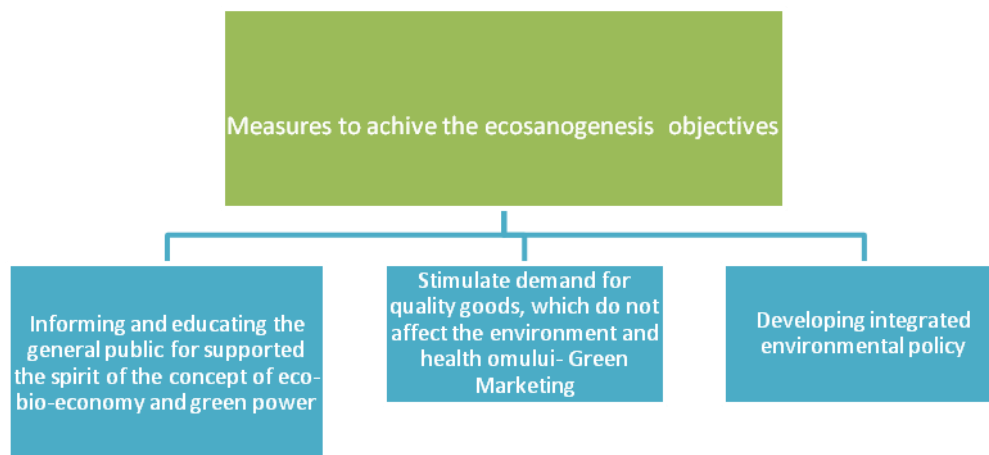 Measures to achive the ecosanogenesis objectives
Informing and educating the
general public for supported
the spirit of the concept of eco-
bio-economy and green power
Stimulate demand for
quality goods, which do not
affect the environment and
health omului- Green
Marketing
Developing integrated
environmental policy